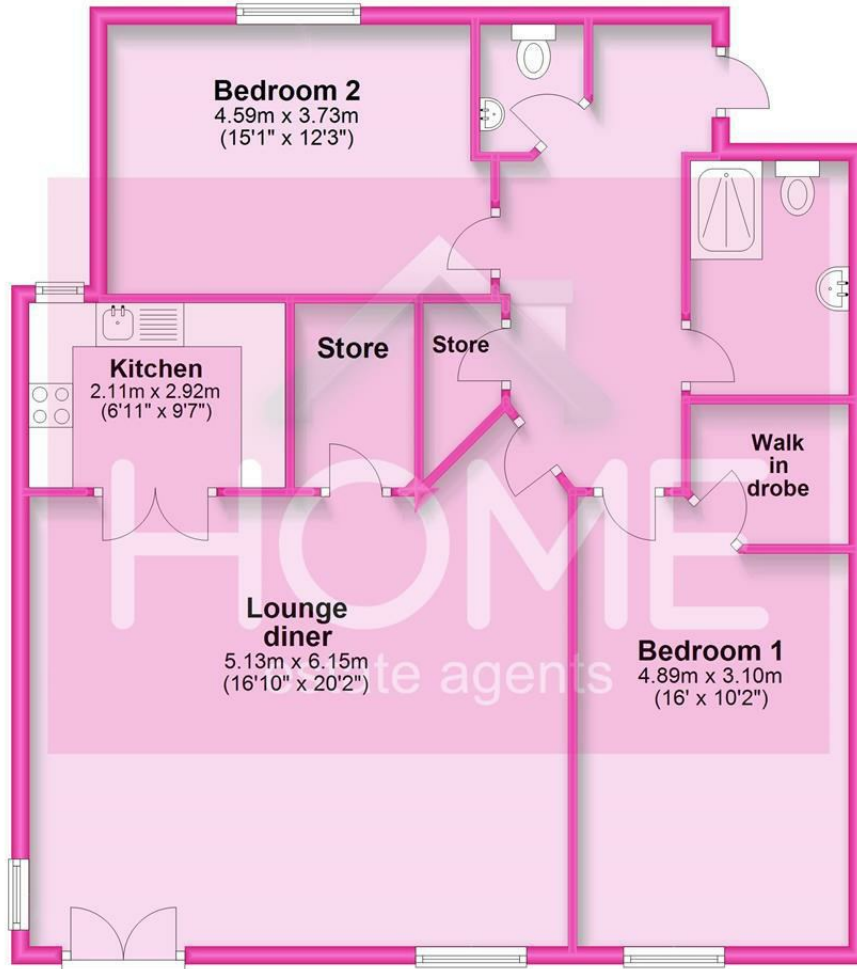 Bedroom 2
4.59m x 3.73m
(15'1" x 12'3")
Kitchen
2.11m x 2.92m
(6'11" x 9'7")
Store
Store
Walk
in
drobe
HOME
estate agents
Lounge
diner
5.13m x 6.15m
(16'10" x 20'2")
Bedroom 1
4.89m x 3.10m
(16' x 10'2")